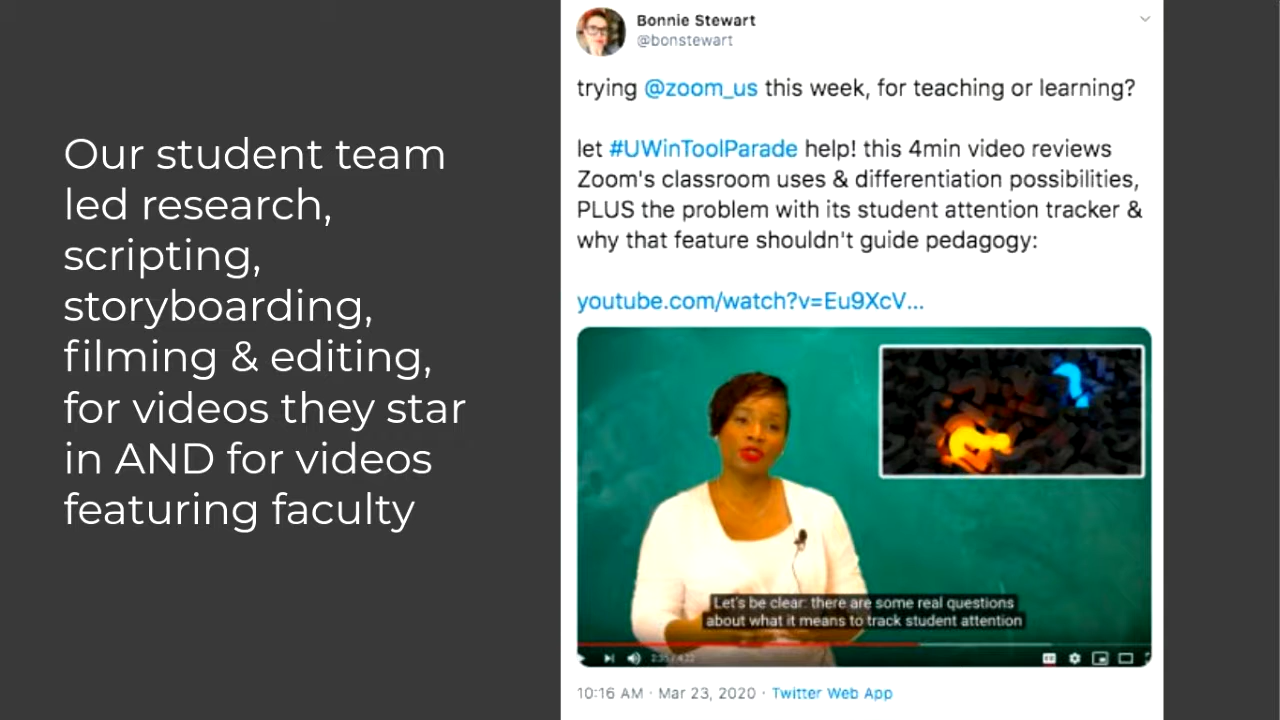 Our student team
led research,
scripting,
storyboarding,
filming & editing,
for videos they star
in AND for videos
featuring faculty
Bonnie Stewart
@bonstewart
trying @zoom_us this week, for teaching or learning?
let #UWinToolParade help! this 4min video reviews
Zoom's classroom uses & differentiation possibilities,
PLUS the problem with its student attention tracker &
why that feature shouldn't guide pedagogy:
youtube.com/watch?v=Eu9XcV...
Let's be clear: there are some real questions
about what it means to track student attention
10:16 AM · Mar 23, 2020 · Twitter Web App